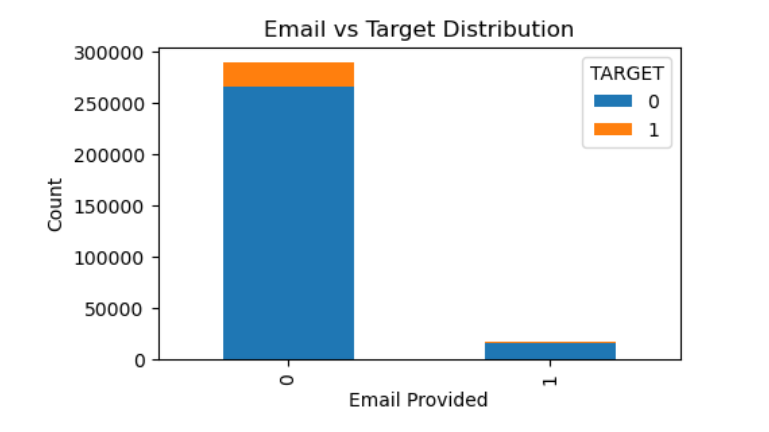 Email vs Target Distribution
300000
250000
200000
150000
100000
50000
0
Count
TARGET
0
1
0
1
Email Provided